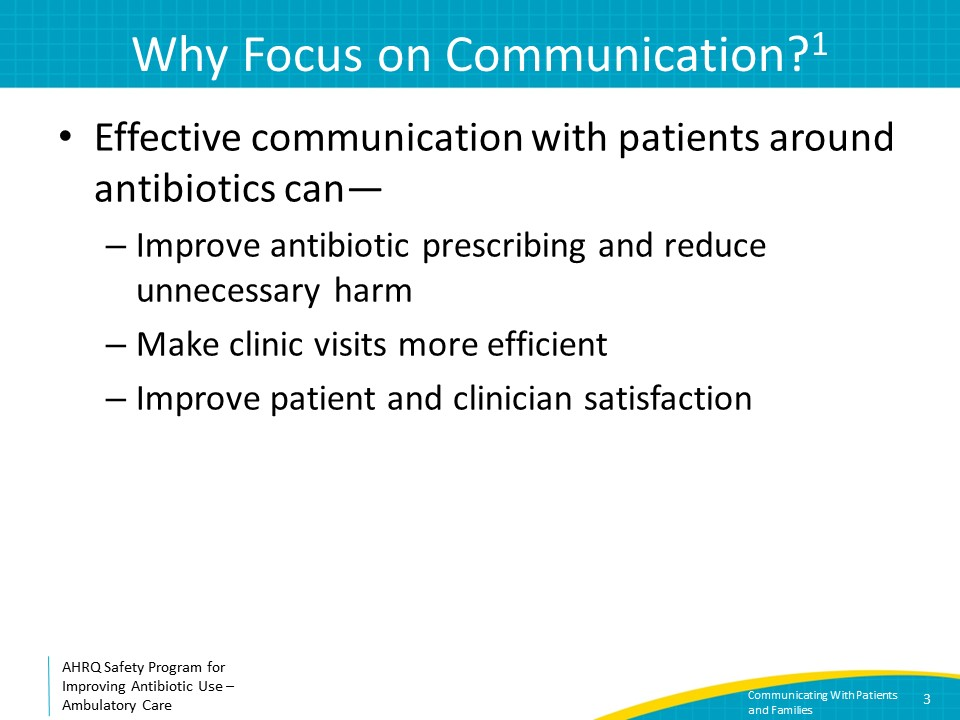 Why Focus on Communication?1
• Effective communication with patients around
antibiotics can—
– Improve antibiotic prescribing and reduce
unnecessary harm
– Make clinic visits more efficient
– Improve patient and clinician satisfaction
AHRQ Safety Program for
Improving Antibiotic Use –
Ambulatory Care
Communicating With Patients
and Families
3